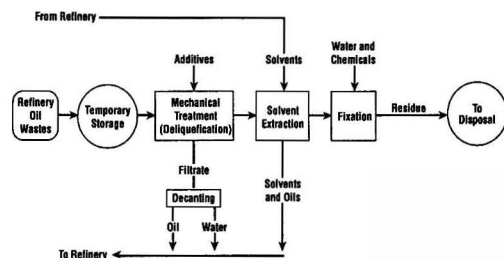 From Refinery
Water and
Chemicals
Additives
Solvents
Refinery
Oil
Wastes
Temporary
Storage
Mechanical
Treatment
(Deliquefication)
Solvent
Extraction
Fixation
Residue
To
Disposal
Filtrate
Solvents
and Oils
Decanting
Oil
Water
To Refinery